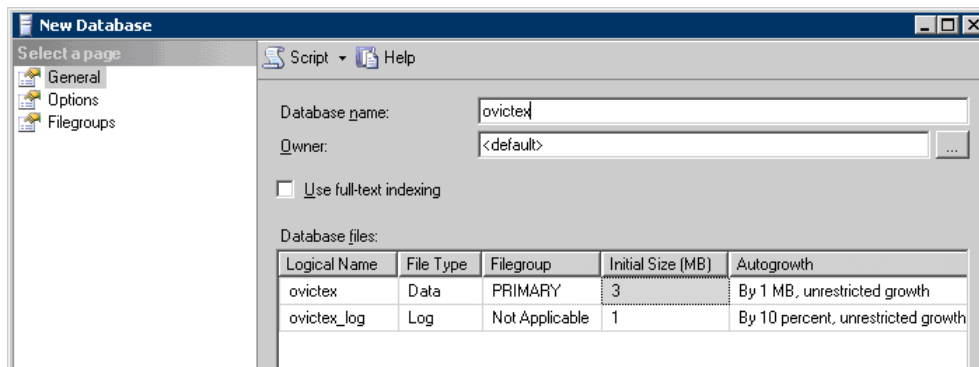 New Database
Select a page
General
Options
Filegroups
Script Help
Database name: ovictex
Owner: <default> ...
Use full-text indexing
Database files:
Logical Name File Type Filegroup Initial Size (MB) Autogrowth
ovictex Data PRIMARY 3 By 1 MB, unrestricted growth
ovictex_log Log Not Applicable 1 By 10 percent, unrestricted growth